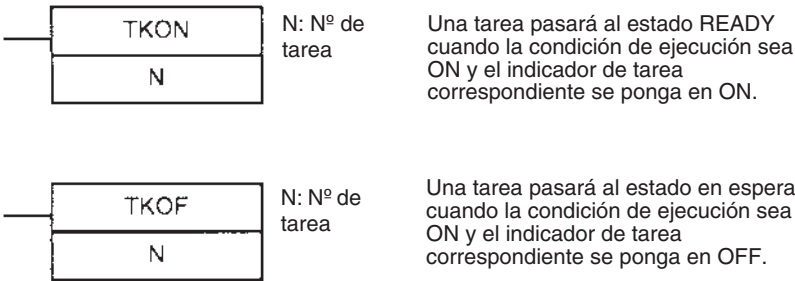 TKON
N
N: Nº de
tarea
Una tarea pasará al estado READY
cuando la condición de ejecución sea
ON y el indicador de tarea
correspondiente se ponga en ON.
TKOF
N
N: Nº de
tarea
Una tarea pasará al estado en espera
cuando la condición de ejecución sea
ON y el indicador de tarea
correspondiente se ponga en OFF.